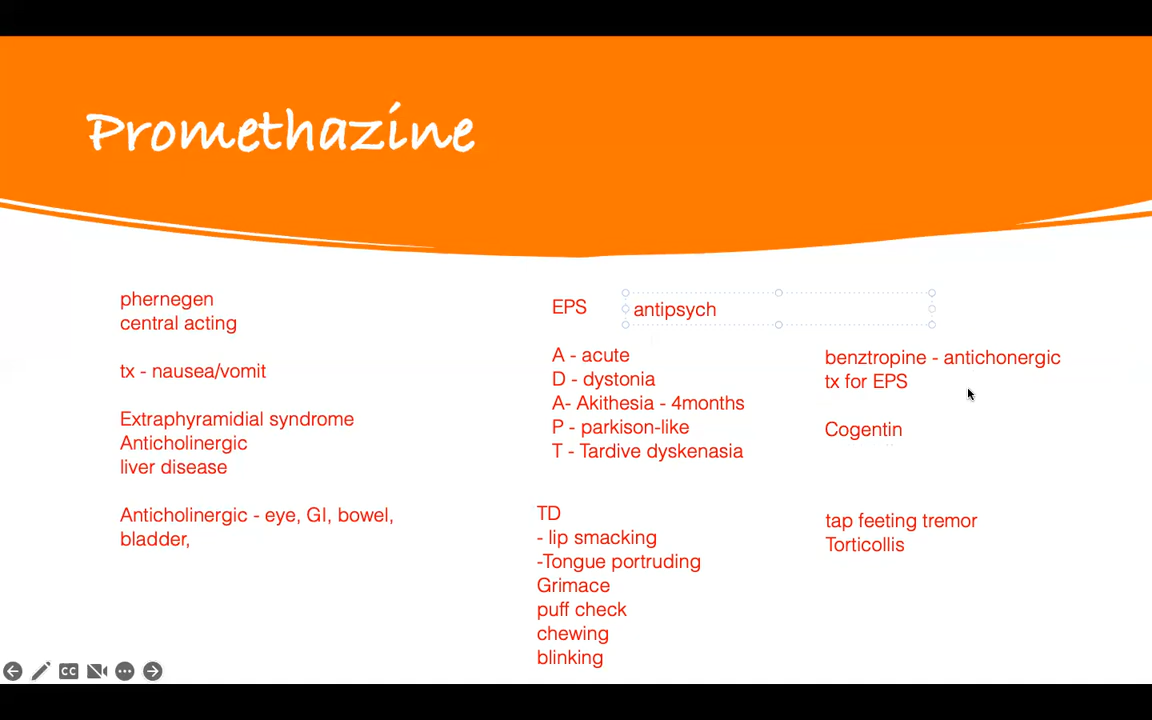 Promethazine
phernegen
central acting
tx - nausea/vomit
Extraphyramidial syndrome
Anticholinergic
liver disease
Anticholinergic - eye, GI, bowel,
bladder,
EPS
antipsych
A - acute
D - dystonia
A- Akithesia - 4months
P - parkison-like
T - Tardive dyskenasia
TD
- lip smacking
-Tongue portruding
Grimace
puff check
chewing
blinking
benztropine - antichonergic
tx for EPS
Cogentin
tap feeting tremor
Torticollis
CC